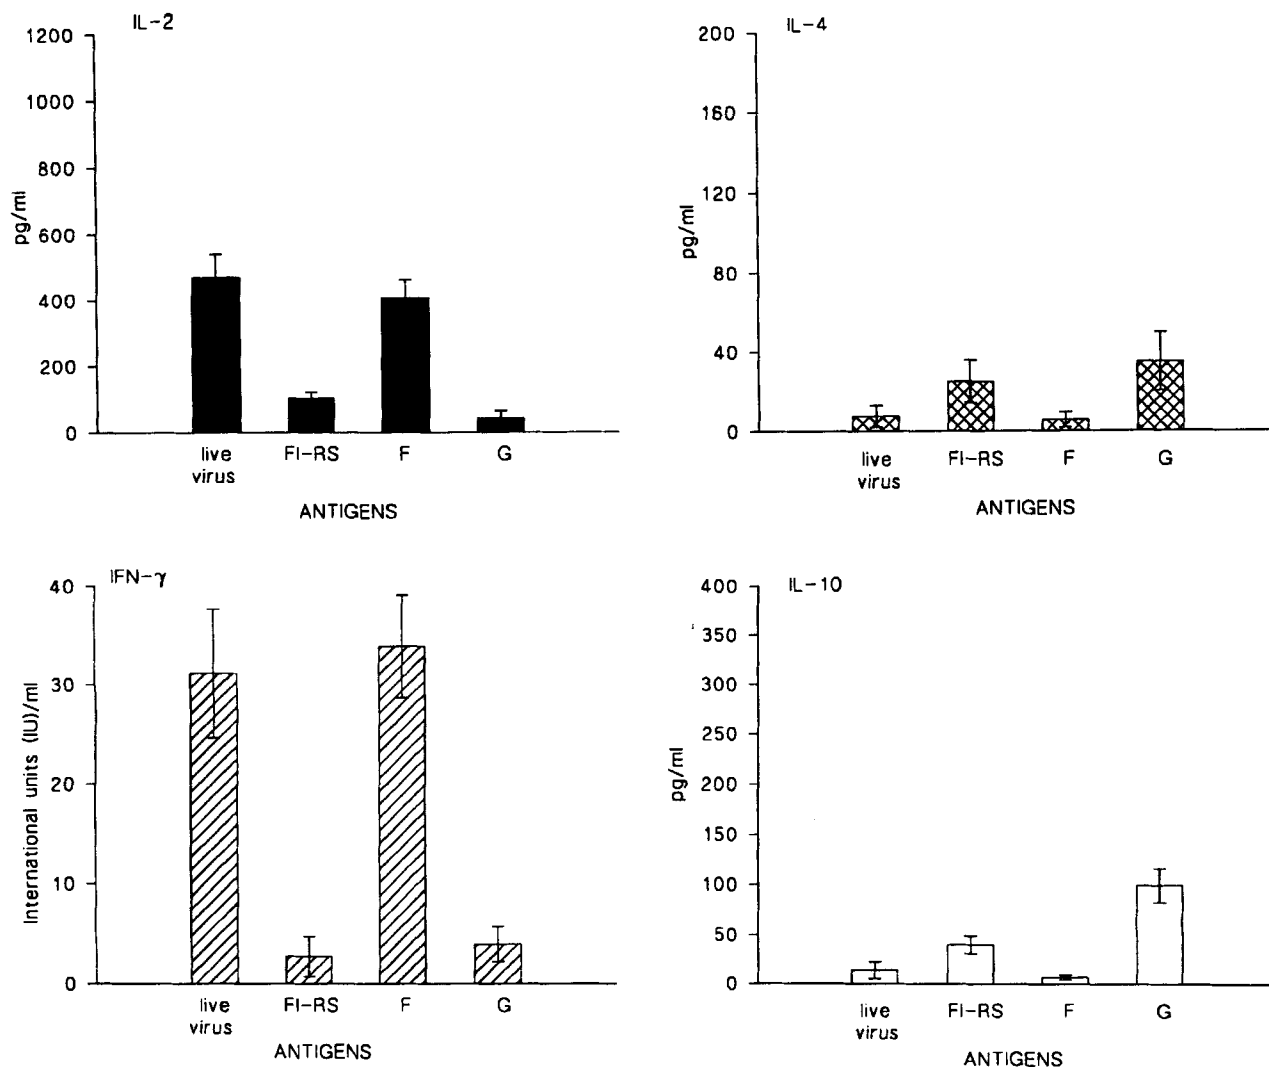 IL-2
1200
1000
800
600
400
200
0
pg/ml
live virus
FI-RS
F
G
ANTIGENS
IL-4
200
160
120
80
40
0
pg/ml
live virus
FI-RS
F
G
ANTIGENS
IFN-γ
40
30
20
10
0
International units (IU)/ml
live virus
FI-RS
F
G
ANTIGENS
IL-10
400
350
300
250
200
150
100
50
0
pg/ml
live virus
FI-RS
F
G
ANTIGENS